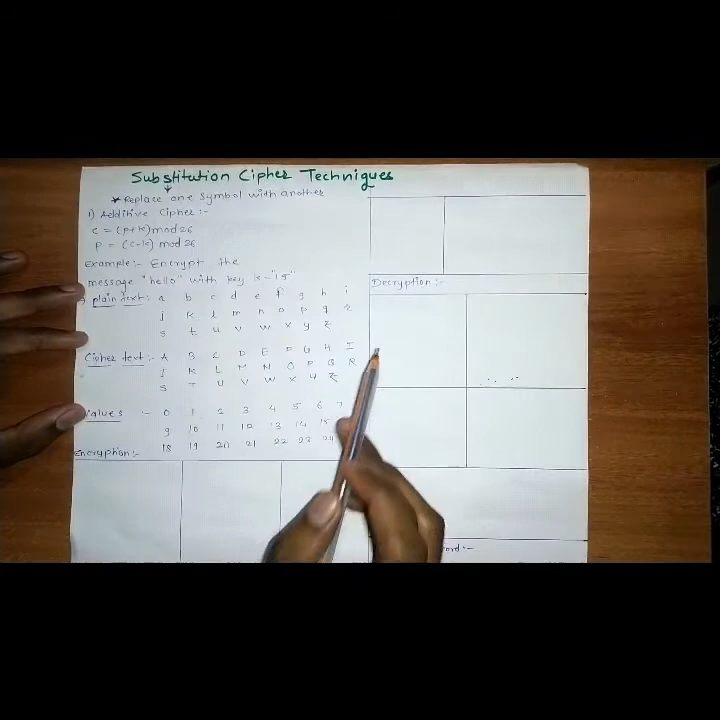 Substitution Cipher Techniques
* Replace one symbol with another
1) Additive Cipher :-
c = (p+k) mod 26
p = (c-k) mod 26
Example:- Encrypt the
message "hello" with key k = "15"
plain text : a b c d e f g h i
j k l m n o p q r
s t u v w x y z
Cipher text : A B C D E F G H I
J K L M N O P Q R
S T U V W X Y Z
values :- 0 1 2 3 4 5 6 7
9 10 11 12 13 14 15
18 19 20 21 22 23 24
Encryption:-
Decryption:-